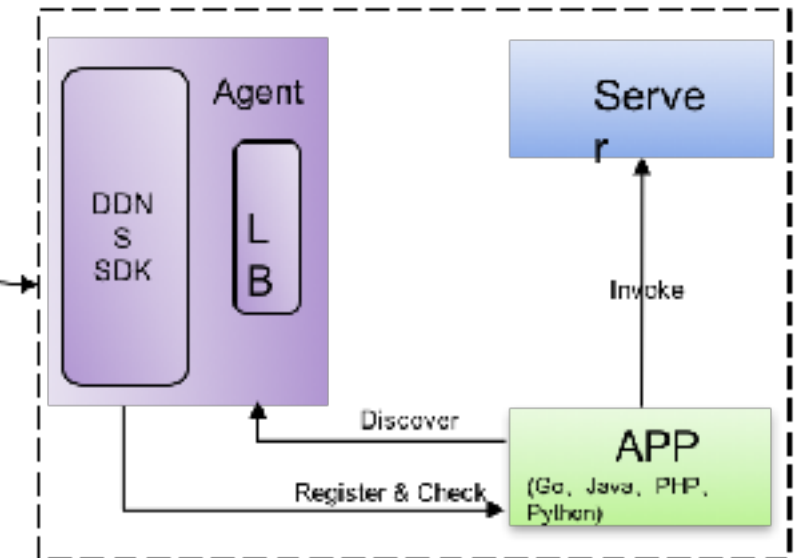 Agent
DDN
S
SDK
L
B
Serve
r
Invoke
Discover
Register & Check
APP
(Go、Java、PHP、
Python)